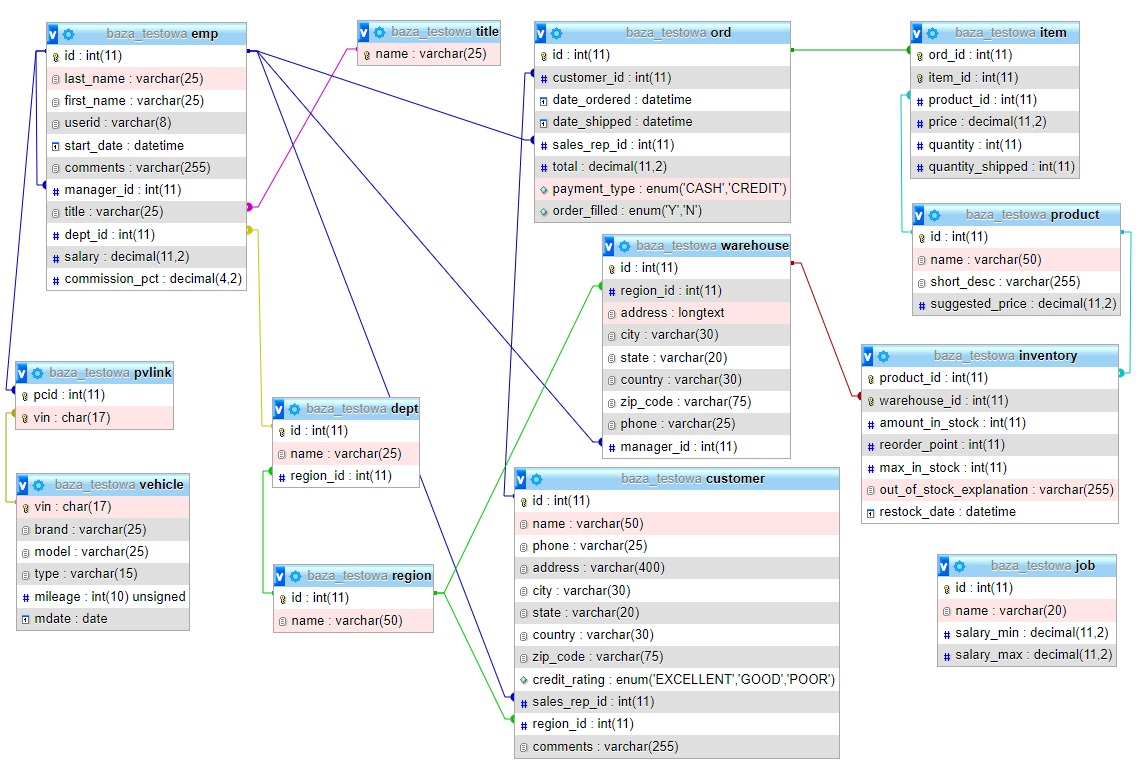 baza_testowa emp
id : int(11)
last_name : varchar(25)
first_name : varchar(25)
userid : varchar(8)
start_date : datetime
comments : varchar(255)
manager_id : int(11)
title : varchar(25)
dept_id : int(11)
salary : decimal(11,2)
commission_pct : decimal(4,2)
baza_testowa title
name : varchar(25)
baza_testowa ord
id : int(11)
customer_id : int(11)
date_ordered : datetime
date_shipped : datetime
sales_rep_id : int(11)
total : decimal(11,2)
payment_type : enum('CASH','CREDIT')
order_filled : enum('Y','N')
baza_testowa item
ord_id : int(11)
item_id : int(11)
product_id : int(11)
price : decimal(11,2)
quantity : int(11)
quantity_shipped : int(11)
baza_testowa product
id : int(11)
name : varchar(50)
short_desc : varchar(255)
suggested_price : decimal(11,2)
baza_testowa warehouse
id : int(11)
region_id : int(11)
address : longtext
city : varchar(30)
state : varchar(20)
country : varchar(30)
zip_code : varchar(75)
phone : varchar(25)
manager_id : int(11)
baza_testowa inventory
product_id : int(11)
warehouse_id : int(11)
amount_in_stock : int(11)
reorder_point : int(11)
max_in_stock : int(11)
out_of_stock_explanation : varchar(255)
restock_date : datetime
baza_testowa pvlink
pcid : int(11)
vin : char(17)
baza_testowa dept
id : int(11)
name : varchar(25)
region_id : int(11)
baza_testowa vehicle
vin : char(17)
brand : varchar(25)
model : varchar(25)
type : varchar(15)
mileage : int(10) unsigned
mdate : date
baza_testowa region
id : int(11)
name : varchar(50)
baza_testowa customer
id : int(11)
name : varchar(50)
phone : varchar(25)
address : varchar(400)
city : varchar(30)
state : varchar(20)
country : varchar(30)
zip_code : varchar(75)
credit_rating : enum('EXCELLENT','GOOD','POOR')
sales_rep_id : int(11)
region_id : int(11)
comments : varchar(255)
baza_testowa job
id : int(11)
name : varchar(20)
salary_min : decimal(11,2)
salary_max : decimal(11,2)